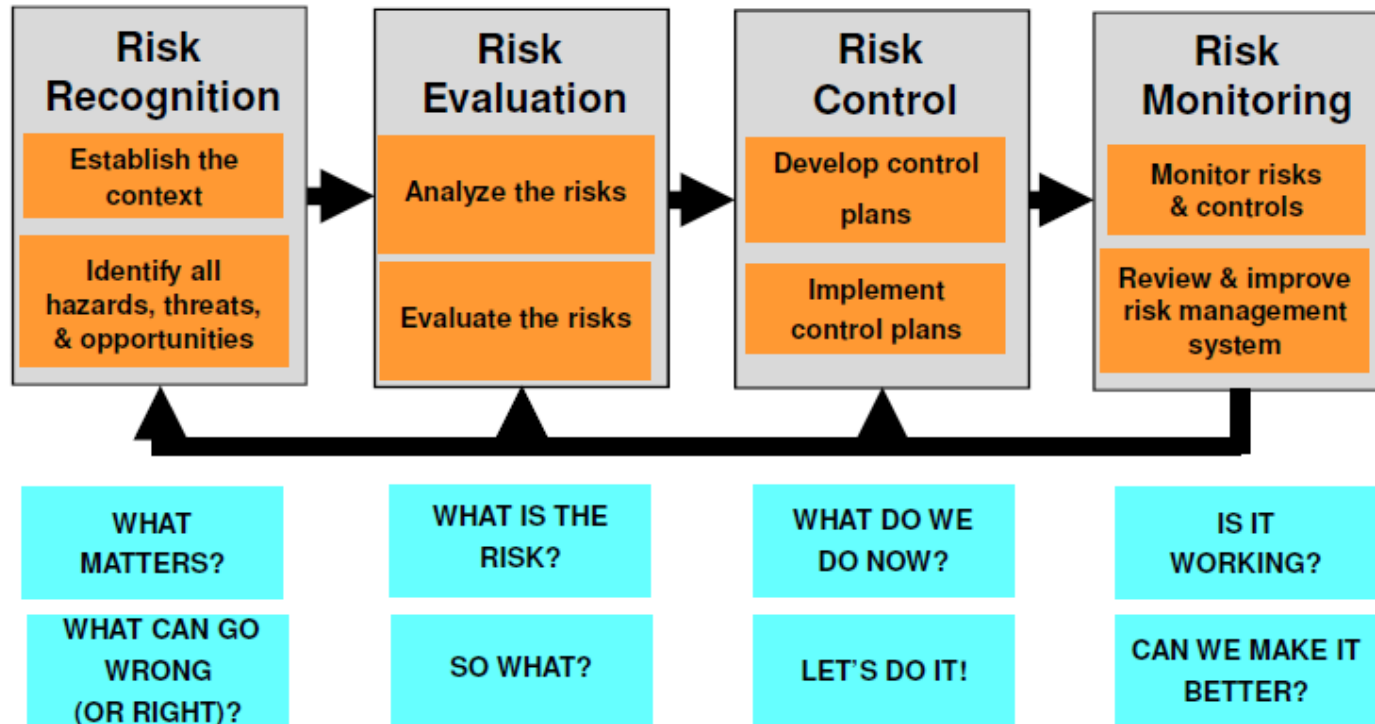 Risk
Recognition
Establish the
context
Identify all
hazards, threats,
& opportunities
Risk
Evaluation
Analyze the risks
Evaluate the risks
Risk
Control
Develop control
plans
Implement
control plans
Risk
Monitoring
Monitor risks
& controls
Review & improve
risk management
system
WHAT
MATTERS?
WHAT IS THE
RISK?
WHAT DO WE
DO NOW?
IS IT
WORKING?
WHAT CAN GO
WRONG
(OR RIGHT)?
SO WHAT?
LET'S DO IT!
CAN WE MAKE IT
BETTER?